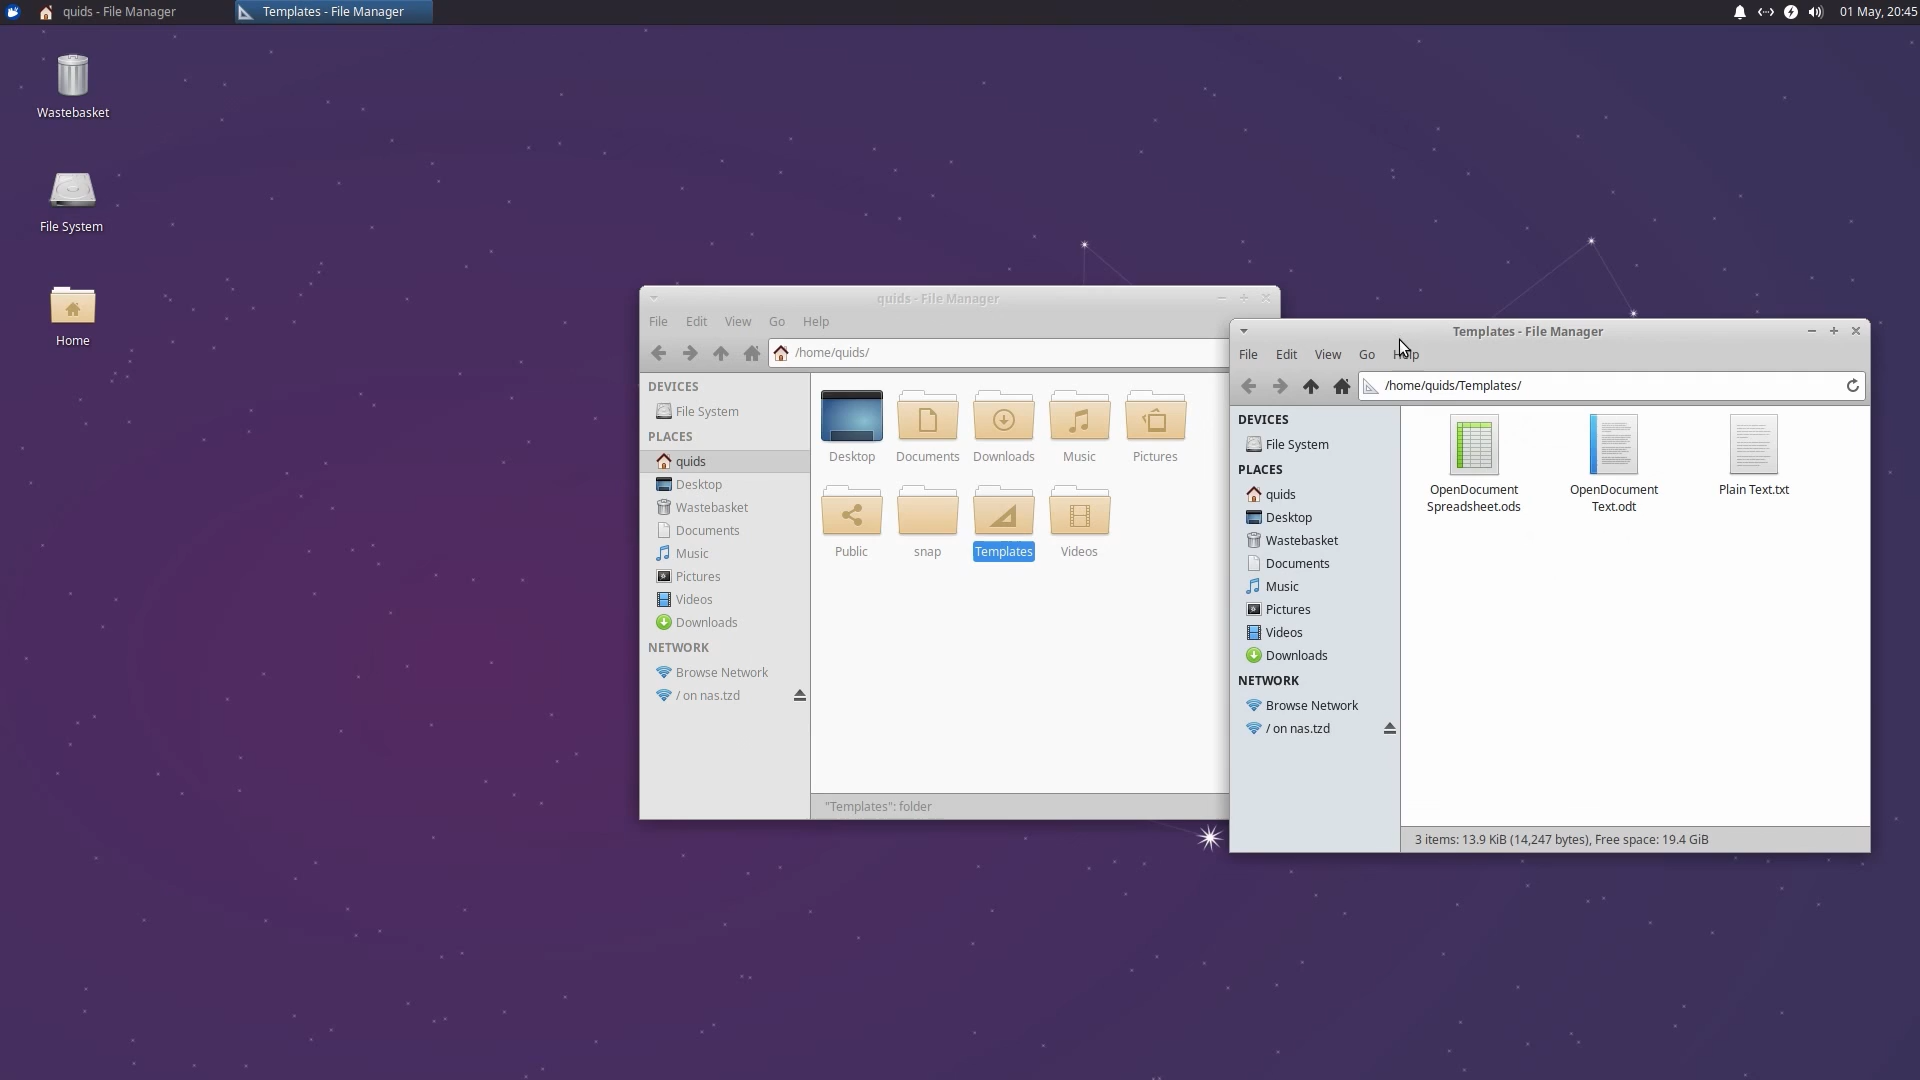 quids - File Manager
Templates - File Manager
01 May, 20:45
Wastebasket
File System
Home
quids - File Manager
File Edit View Go Help
/home/quids/
DEVICES
File System
PLACES
quids
Desktop
Wastebasket
Documents
Music
Pictures
Videos
Downloads
NETWORK
Browse Network
/ on nas.tzd
Desktop
Documents
Downloads
Music
Pictures
Public
snap
Templates
Videos
"Templates": folder
Templates - File Manager
File Edit View Go Help
/home/quids/Templates/
DEVICES
File System
PLACES
quids
Desktop
Wastebasket
Documents
Music
Pictures
Videos
Downloads
NETWORK
Browse Network
/ on nas.tzd
OpenDocument
Spreadsheet.ods
OpenDocument
Text.odt
Plain Text.txt
3 items: 13.9 KiB (14,247 bytes), Free space: 19.4 GiB